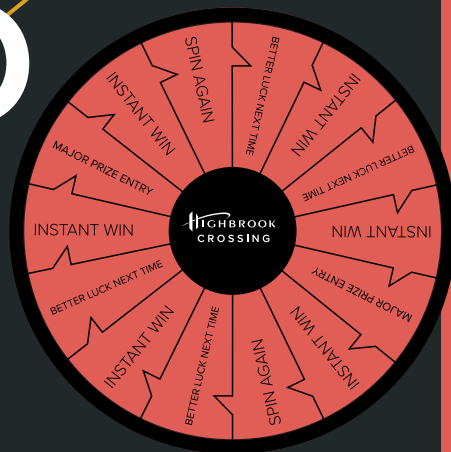 BETTER LUCK NEXT TIME
INSTANT WIN
BETTER LUCK NEXT TIME
INSTANT WIN
MAJOR PRIZE ENTRY
INSTANT WIN
SPIN AGAIN
BETTER LUCK NEXT TIME
INSTANT WIN
BETTER LUCK NEXT TIME
INSTANT WIN
MAJOR PRIZE ENTRY
INSTANT WIN
SPIN AGAIN
HIGHBROOK
CROSSING